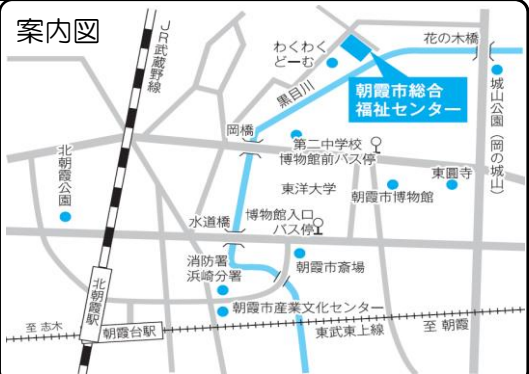 案内図
JR武蔵野線
わくわく
どーむ
花の木橋
黒目川
朝霞市総合
福祉センター
城山公園(岡の城山)
岡橋
第二中学校
博物館前バス停
北朝霞公園
東洋大学
朝霞市博物館
東圓寺
水道橋
博物館入口
バス停
消防署
浜崎分署
朝霞市斎場
北朝霞駅
朝霞市産業文化センター
至 志木
朝霞台駅
東武東上線
至 朝霞